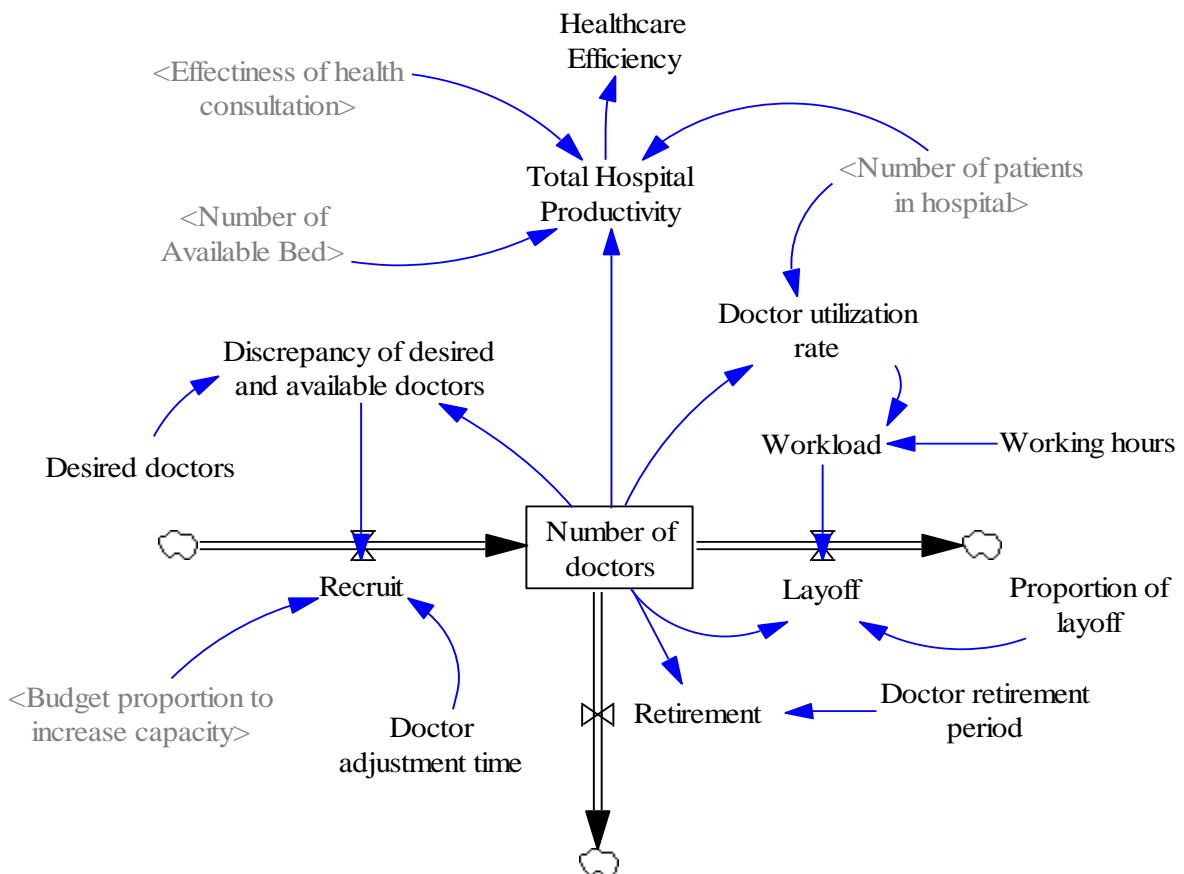 Healthcare
Efficiency
<Effectiness of health
consultation>
Total Hospital
Productivity
<Number of patients
in hospital>
<Number of
Available Bed>
Doctor utilization
rate
Discrepancy of desired
and available doctors
Desired doctors
Workload
Working hours
Number of
doctors
Recruit
Layoff
Proportion of
layoff
<Budget proportion to
increase capacity>
Doctor
adjustment time
Retirement
Doctor retirement
period